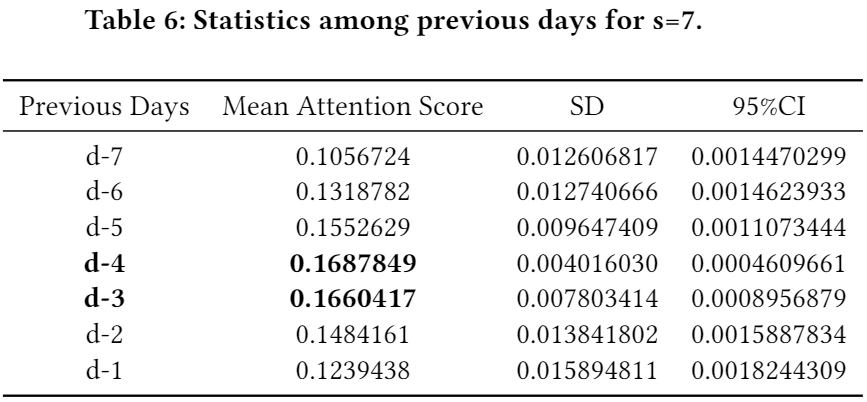 Table 6: Statistics among previous days for s=7.
Previous Days Mean Attention Score SD 95%CI
d-7 0.1056724 0.012606817 0.0014470299
d-6 0.1318782 0.012740666 0.0014623933
d-5 0.1552629 0.009647409 0.0011073444
d-4 0.1687849 0.004016030 0.0004609661
d-3 0.1660417 0.007803414 0.0008956879
d-2 0.1484161 0.013841802 0.0015887834
d-1 0.1239438 0.015894811 0.0018244309